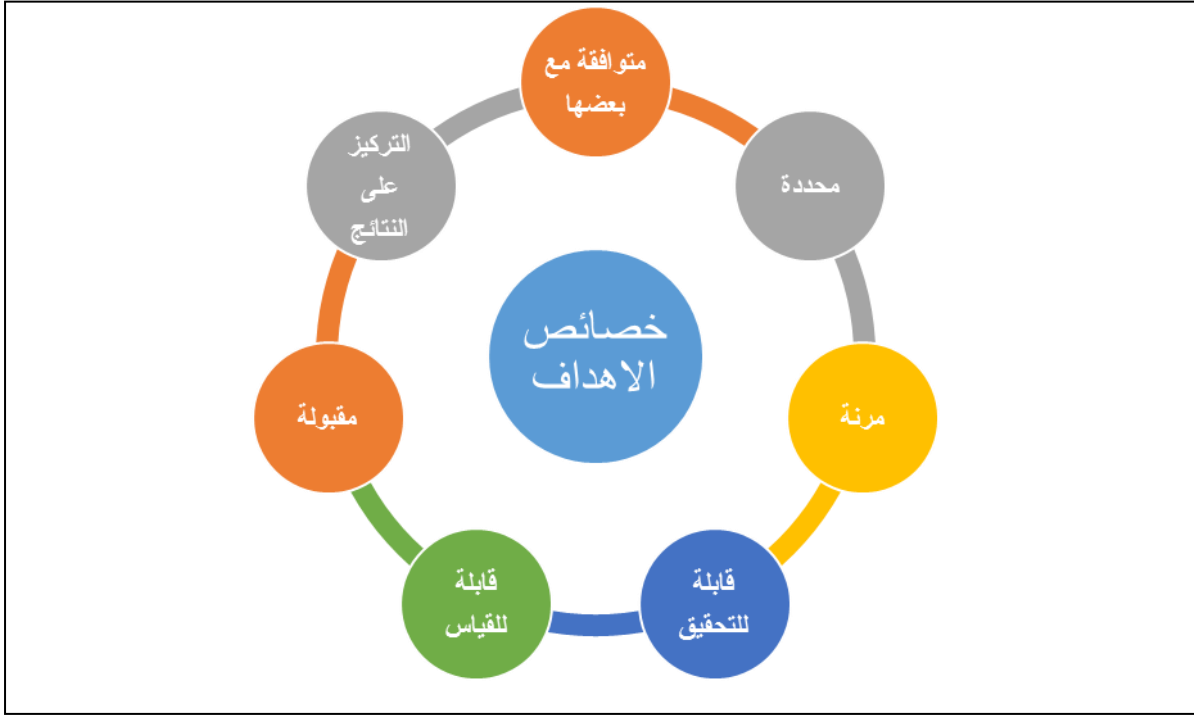 خصائص
الاهداف
متوافقة مع
بعضها
محددة
مرنة
قابلة
للتحقيق
قابلة
للقياس
مقبولة
التركيز
على
النتائج